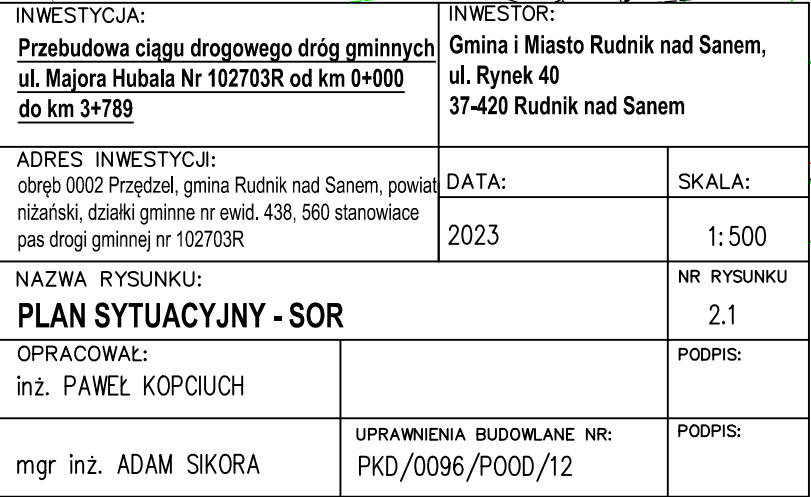 INWESTYCJA:
Przebudowa ciągu drogowego dróg gminnych
ul. Majora Hubala Nr 102703R od km 0+000
do km 3+789
INWESTOR:
Gmina i Miasto Rudnik nad Sanem,
ul. Rynek 40
37-420 Rudnik nad Sanem
ADRES INWESTYCJI:
obręb 0002 Przędzel, gmina Rudnik nad Sanem, powiat
niżański, działki gminne nr ewid. 438, 560 stanowiace
pas drogi gminnej nr 102703R
DATA:
2023
SKALA:
1:500
NAZWA RYSUNKU:
PLAN SYTUACYJNY - SOR
NR RYSUNKU
2.1
OPRACOWAŁ:
inż. PAWEŁ KOPCIUCH
PODPIS:
mgr inż. ADAM SIKORA
UPRAWNIENIA BUDOWLANE NR:
PKD/0096/POOD/12
PODPIS: